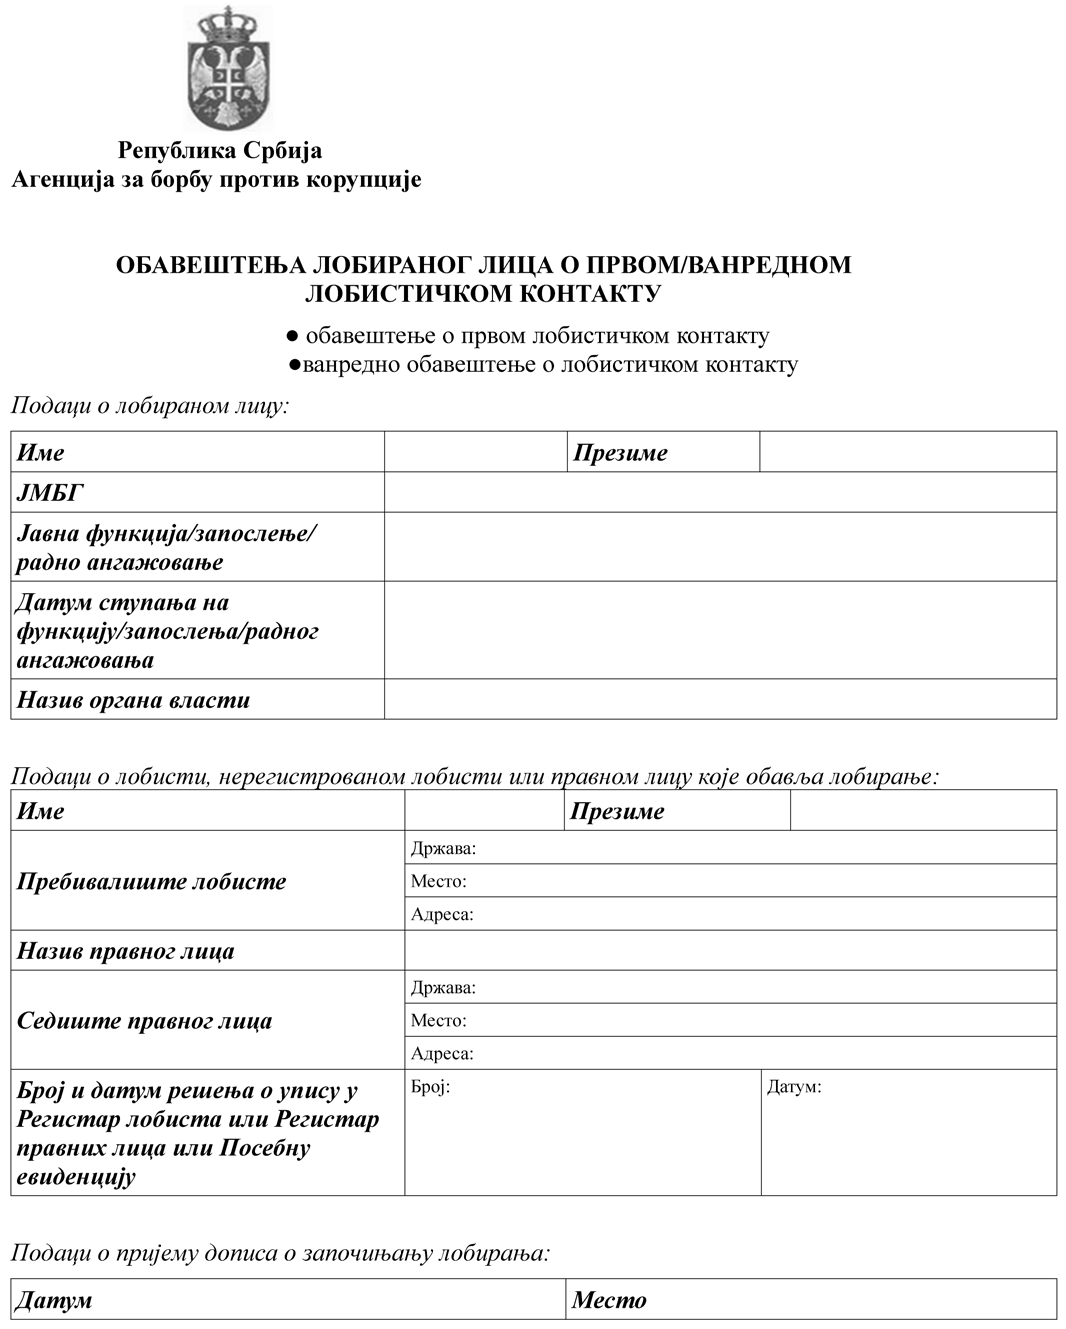 Република Србија
Агенција за борбу против корупције
ОБАВЕШТЕЊА ЛОБИРАНОГ ЛИЦА О ПРВОМ/ВАНРЕДНОМ
ЛОБИСТИЧКОМ КОНТАКТУ
● обавештење о првом лобистичком контакту
●ванредно обавештење о лобистичком контакту
Подаци о лобираном лицу:
Име Презиме
ЈМБГ
Јавна функција/запослење/
радно ангажовање
Датум ступања на
функцију/запослења/радног
ангажовања
Назив органа власти
Подаци о лобисти, нерегистрованом лобисти или правном лицу које обавља лобирање:
Име Презиме
Пребивалиште лобисте
Држава:
Место:
Адреса:
Назив правног лица
Седиште правног лица
Држава:
Место:
Адреса:
Број и датум решења о упису у
Регистар лобиста или Регистар
правних лица или Посебну
евиденцију
Број: Датум:
Подаци о пријему дописа о започињању лобирања:
Датум Место